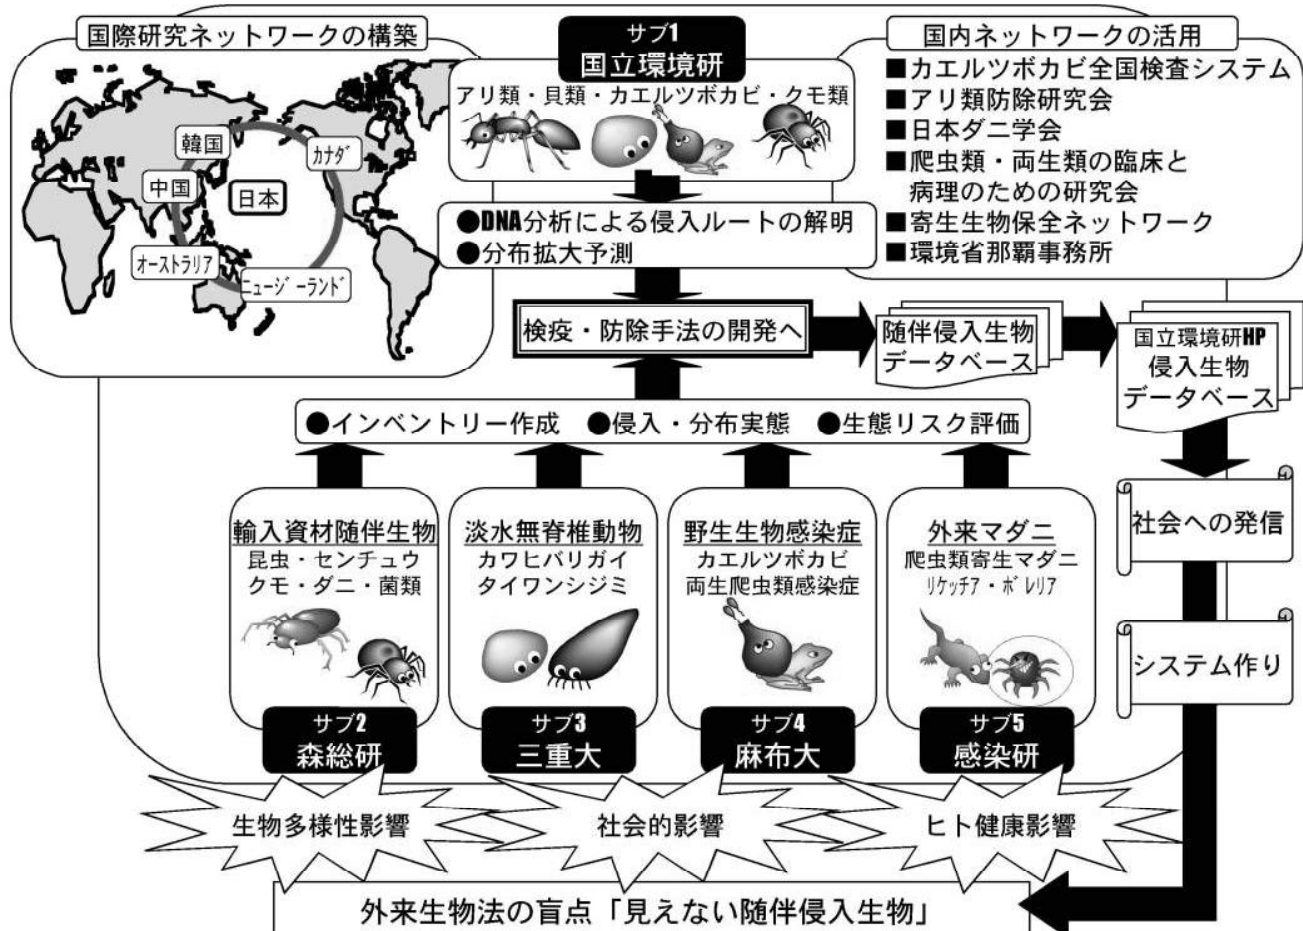 国際研究ネットワークの構築
韓国
カナダ
中国
日本
オーストラリア
ニュージーランド
サブ1
国立環境研
アリ類・貝類・カエルツボカビ・クモ類
●DNA分析による侵入ルートの解明
●分布拡大予測
国内ネットワークの活用
■カエルツボカビ全国検査システム
■アリ類防除研究会
■日本ダニ学会
■爬虫類・両生類の臨床と
病理のための研究会
■寄生生物保全ネットワーク
■環境省那覇事務所
検疫・防除手法の開発へ
随伴侵入生物
データベース
国立環境研HP
侵入生物
データベース
●インベントリー作成 ●侵入・分布実態 ●生態リスク評価
輸入資材随伴生物
昆虫・センチュウ
クモ・ダニ・菌類
サブ2
森総研
淡水無脊椎動物
カワヒバリガイ
タイワンシジミ
サブ3
三重大
野生生物感染症
カエルツボカビ
両生爬虫類感染症
サブ4
麻布大
外来マダニ
爬虫類寄生マダニ
リケッチア・ボレリア
サブ5
感染研
社会への発信
システム作り
生物多様性影響
社会的影響
ヒト健康影響
外来生物法の盲点「見えない随伴侵入生物」